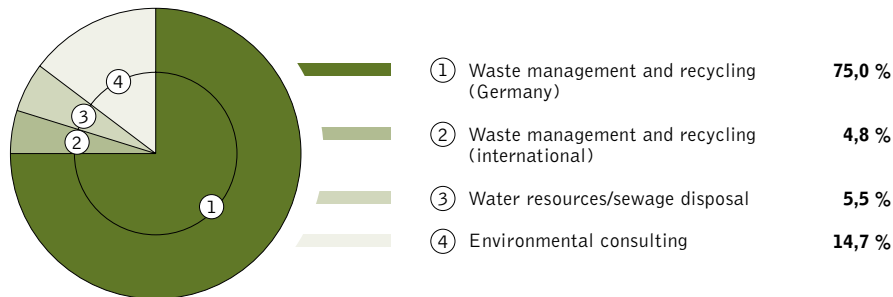 4
3
2
1
1 Waste management and recycling 75,0 %
(Germany)
2 Waste management and recycling 4,8 %
(international)
3 Water resources/sewage disposal 5,5 %
4 Environmental consulting 14,7 %